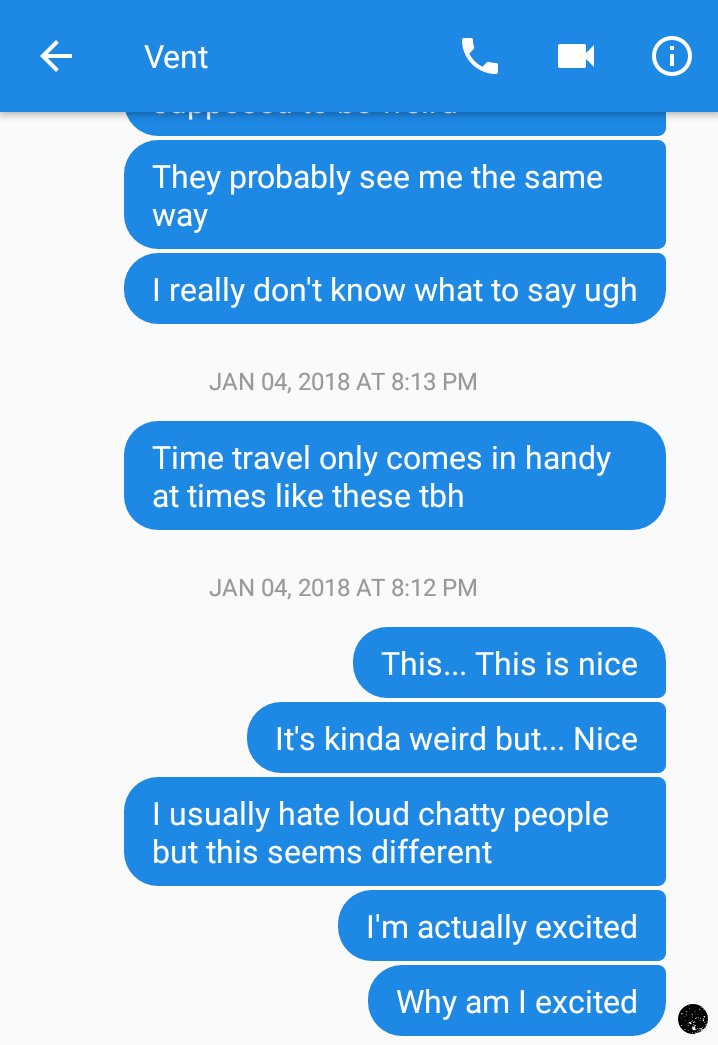 Vent
They probably see me the same
way
I really don't know what to say ugh
JAN 04, 2018 AT 8:13 PM
Time travel only comes in handy
at times like these tbh
JAN 04, 2018 AT 8:12 PM
This... This is nice
It's kinda weird but... Nice
I usually hate loud chatty people
but this seems different
I'm actually excited
Why am I excited